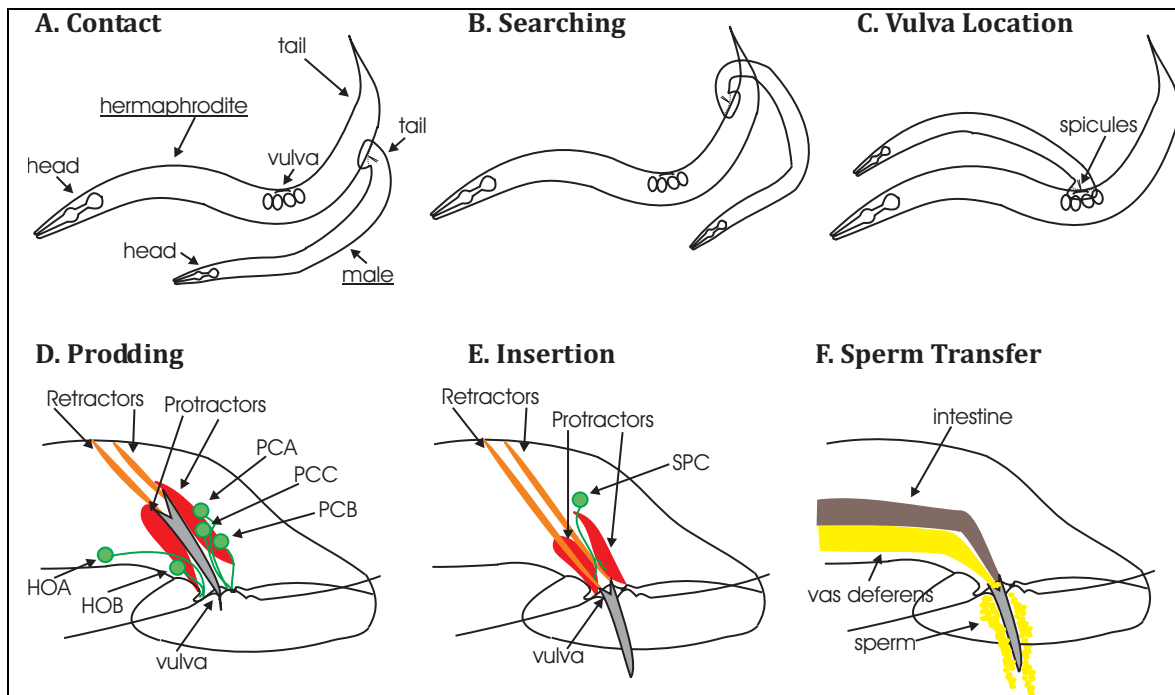 A. Contact
tail
hermaphrodite
tail
vulva
head
head
male
B. Searching
C. Vulva Location
spicules
D. Prodding
Retractors
Protractors
PCA
PCC
PCB
HOA
HOB
vulva
E. Insertion
Retractors
Protractors
SPC
vulva
F. Sperm Transfer
intestine
vas deferens
sperm